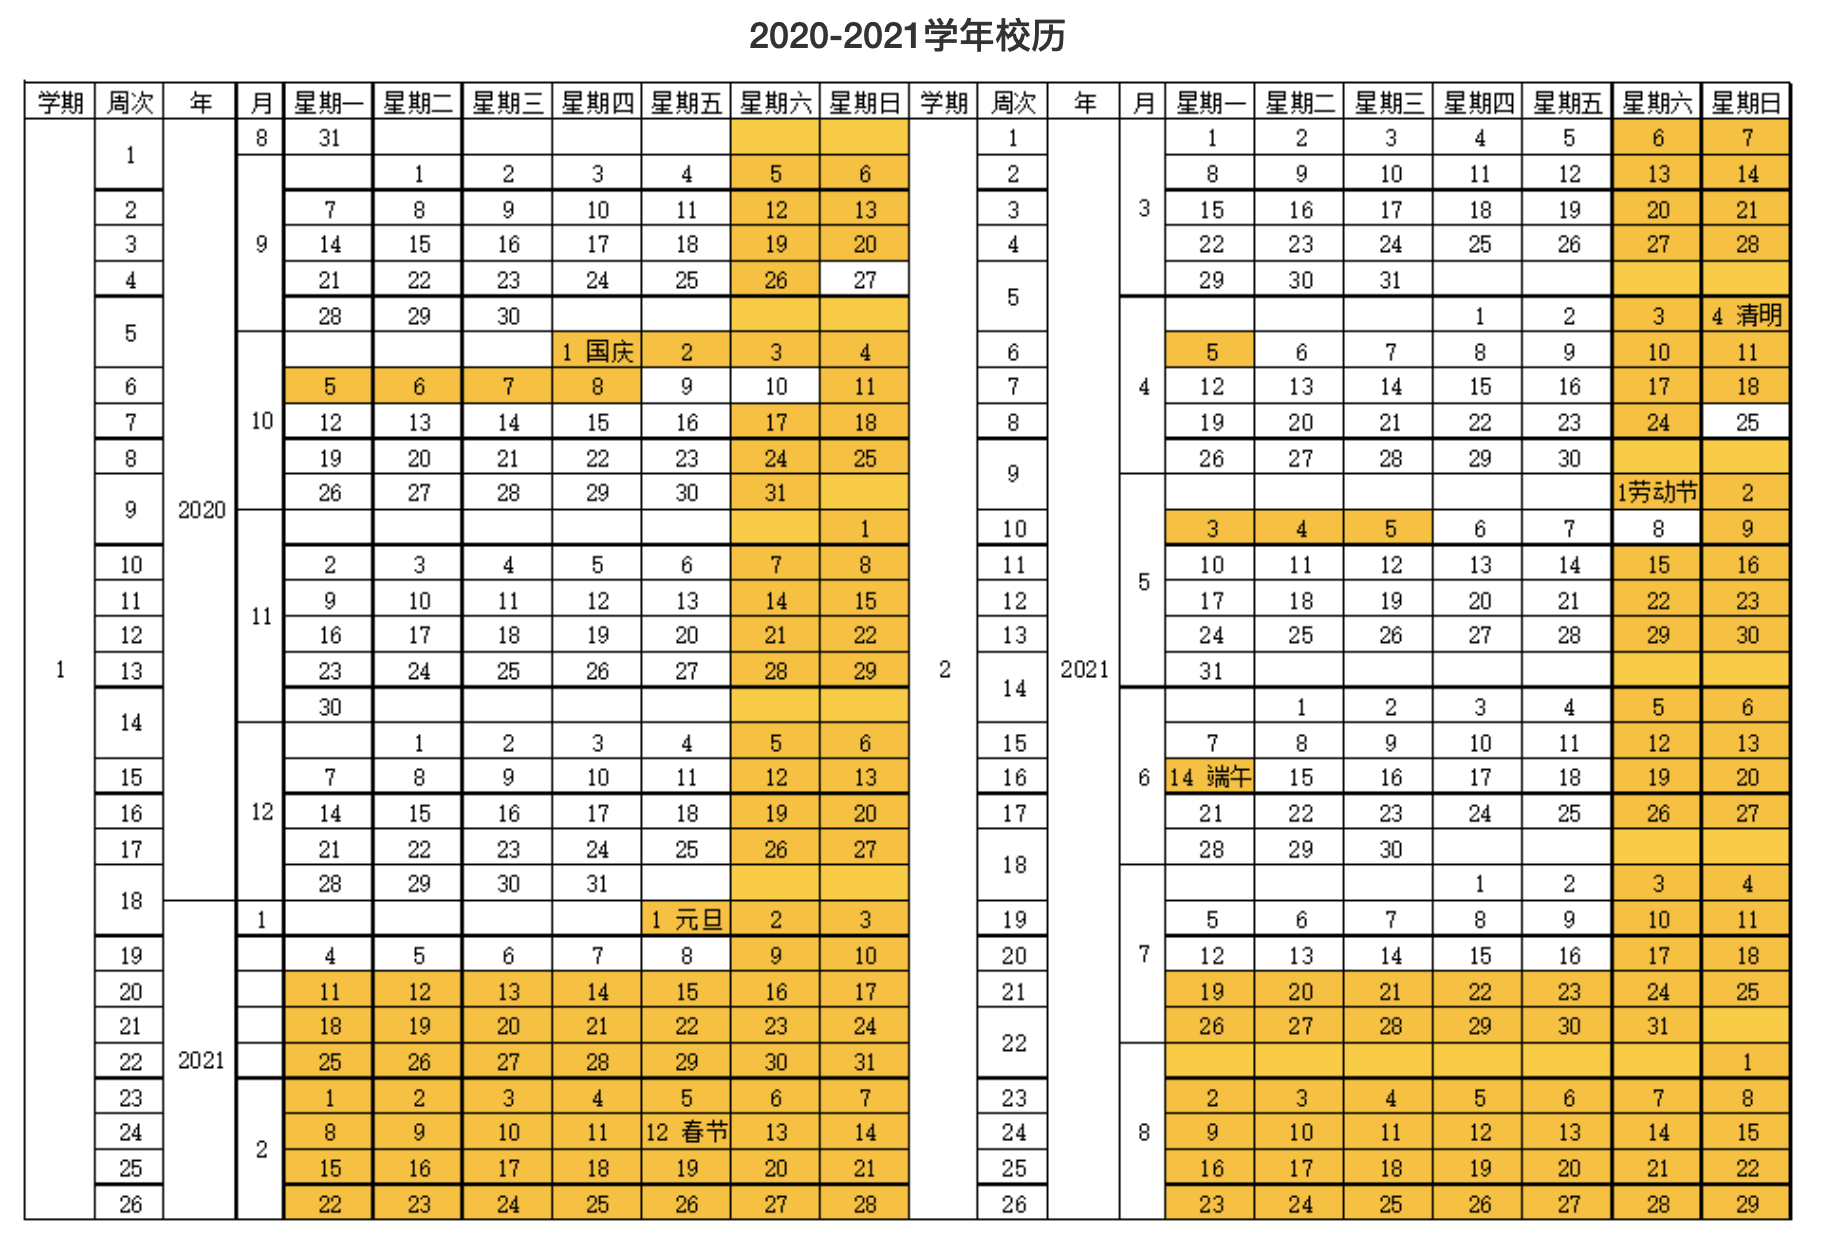 2020-2021学年校历
学期 周次 年 月 星期一 星期二 星期三 星期四 星期五 星期六 星期日 学期 周次 年 月 星期一 星期二 星期三 星期四 星期五 星期六 星期日
1 8 31 1 1 2 3 4 5 6 7
1 2 3 4 5 6 2 8 9 10 11 12 13 14
2 7 8 9 10 11 12 13 3 3 15 16 17 18 19 20 21
3 9 14 15 16 17 18 19 20 4 22 23 24 25 26 27 28
4 21 22 23 24 25 26 27 29 30 31
5 28 29 30 5 1 2 3 4 清明
1 国庆 2 3 4 6 5 6 7 8 9 10 11
6 5 6 7 8 9 10 11 7 4 12 13 14 15 16 17 18
7 10 12 13 14 15 16 17 18 8 19 20 21 22 23 24 25
8 19 20 21 22 23 24 25 9 26 27 28 29 30
9 2020 26 27 28 29 30 31 1劳动节 2
1 10 3 4 5 6 7 8 9
10 2 3 4 5 6 7 8 11 5 10 11 12 13 14 15 16
11 11 9 10 11 12 13 14 15 12 17 18 19 20 21 22 23
12 16 17 18 19 20 21 22 13 24 25 26 27 28 29 30
1 13 23 24 25 26 27 28 29 2 14 2021 31
14 30 1 2 3 4 5 6
1 2 3 4 5 6 15 7 8 9 10 11 12 13
15 7 8 9 10 11 12 13 16 6 14 端午 15 16 17 18 19 20
16 12 14 15 16 17 18 19 20 17 21 22 23 24 25 26 27
17 21 22 23 24 25 26 27 18 28 29 30
18 28 29 30 31 1 2 3 4
1 1 元旦 2 3 19 5 6 7 8 9 10 11
19 4 5 6 7 8 9 10 20 7 12 13 14 15 16 17 18
20 11 12 13 14 15 16 17 21 19 20 21 22 23 24 25
21 18 19 20 21 22 23 24 22 26 27 28 29 30 31
22 2021 25 26 27 28 29 30 31 1
23 1 2 3 4 5 6 7 23 2 3 4 5 6 7 8
24 2 8 9 10 11 12 春节 13 14 24 8 9 10 11 12 13 14 15
25 15 16 17 18 19 20 21 25 16 17 18 19 20 21 22
26 22 23 24 25 26 27 28 26 23 24 25 26 27 28 29